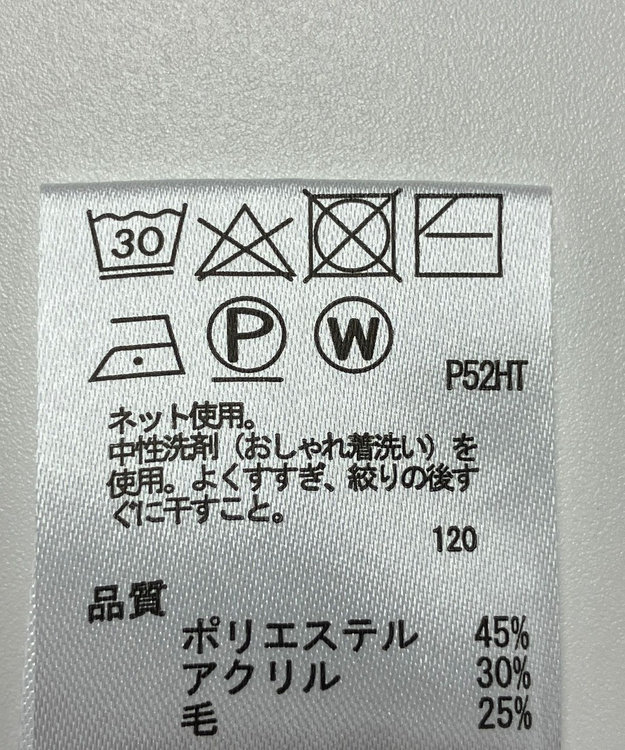 30
P W
P52HT
ネット使用。
中性洗剤（おしゃれ着洗い）を
使用。よくすすぎ、絞りの後す
ぐに干すこと。
120
品質
ポリエステル 45%
アクリル 30%
毛 25%